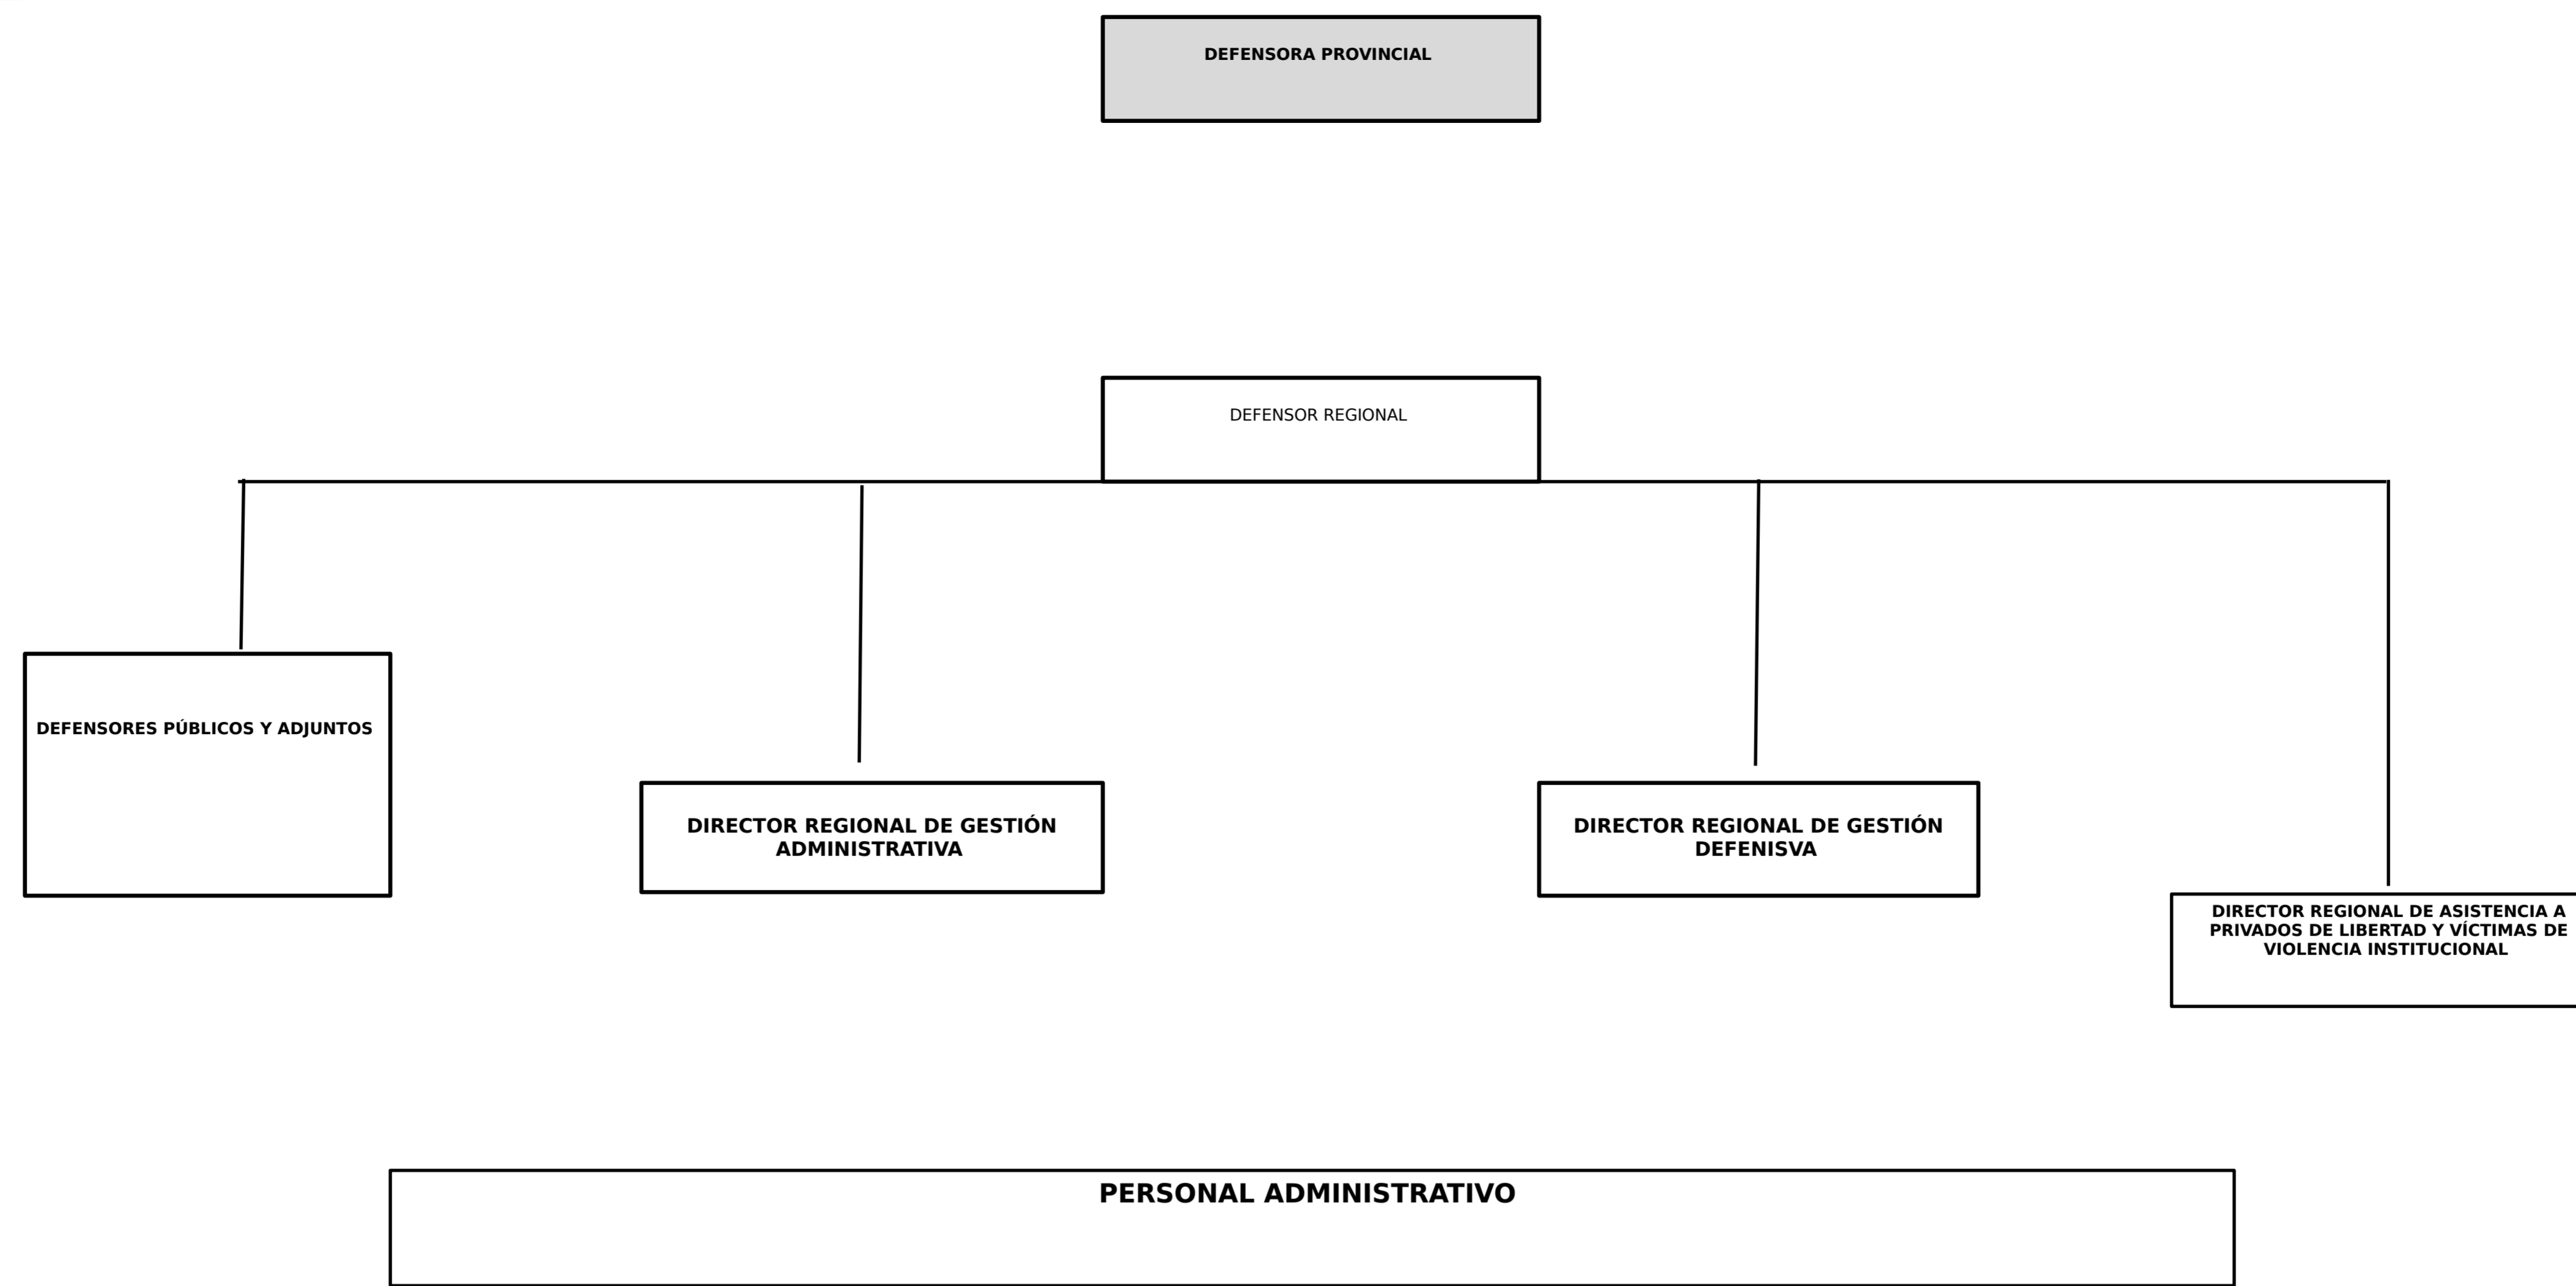 DEFENSORA PROVINCIAL
DEFENSOR REGIONAL
DEFENSORES PÚBLICOS Y ADJUNTOS
DIRECTOR REGIONAL DE GESTIÓN
ADMINISTRATIVA
DIRECTOR REGIONAL DE GESTIÓN
DEFENISVA
DIRECTOR REGIONAL DE ASISTENCIA A
PRIVADOS DE LIBERTAD Y VÍCTIMAS DE
VIOLENCIA INSTITUCIONAL
PERSONAL ADMINISTRATIVO